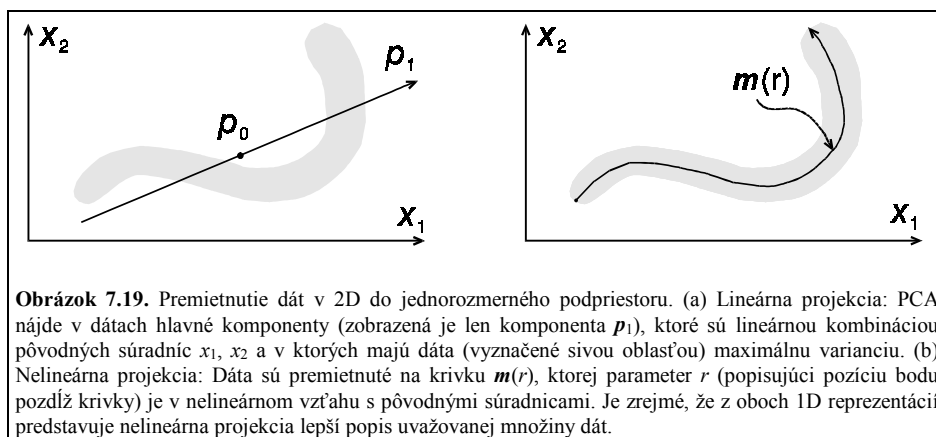 x2
p1
p0
x1
x2
m(r)
x1
Obrázok 7.19. Premietnutie dát v 2D do jednorozmerného podpriestoru. (a) Lineárna projekcia: PCA
nájde v dátach hlavné komponenty (zobrazená je len komponenta p1), ktoré sú lineárnou kombináciou
pôvodných súradníc x1, x2 a v ktorých majú dáta (vyznačené sivou oblasťou) maximálnu varianciu. (b)
Nelineárna projekcia: Dáta sú premietnuté na krivku m(r), ktorej parameter r (popisujúci pozíciu bodu
pozdĺž krivky) je v nelineárnom vzťahu s pôvodnými súradnicami. Je zrejmé, že z oboch 1D reprezentácií
predstavuje nelineárna projekcia lepší popis uvažovanej množiny dát.